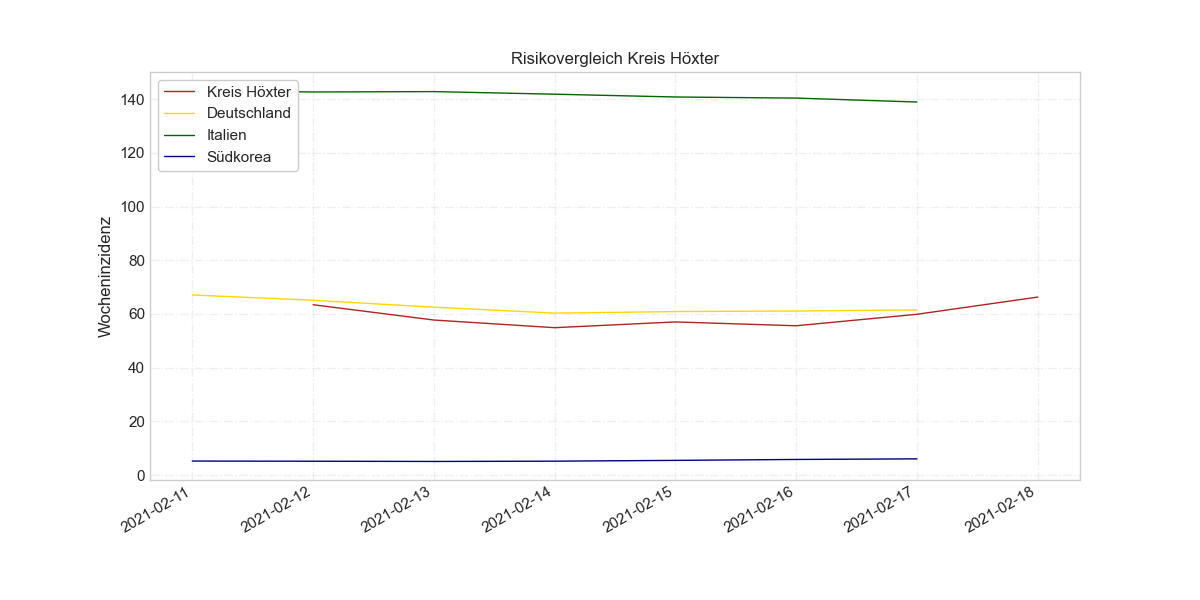 Risikovergleich Kreis Höxter
Kreis Höxter
Deutschland
Italien
Südkorea
Wocheninzidenz
140
120
100
80
60
40
20
0
2021-02-11
2021-02-12
2021-02-13
2021-02-14
2021-02-15
2021-02-16
2021-02-17
2021-02-18